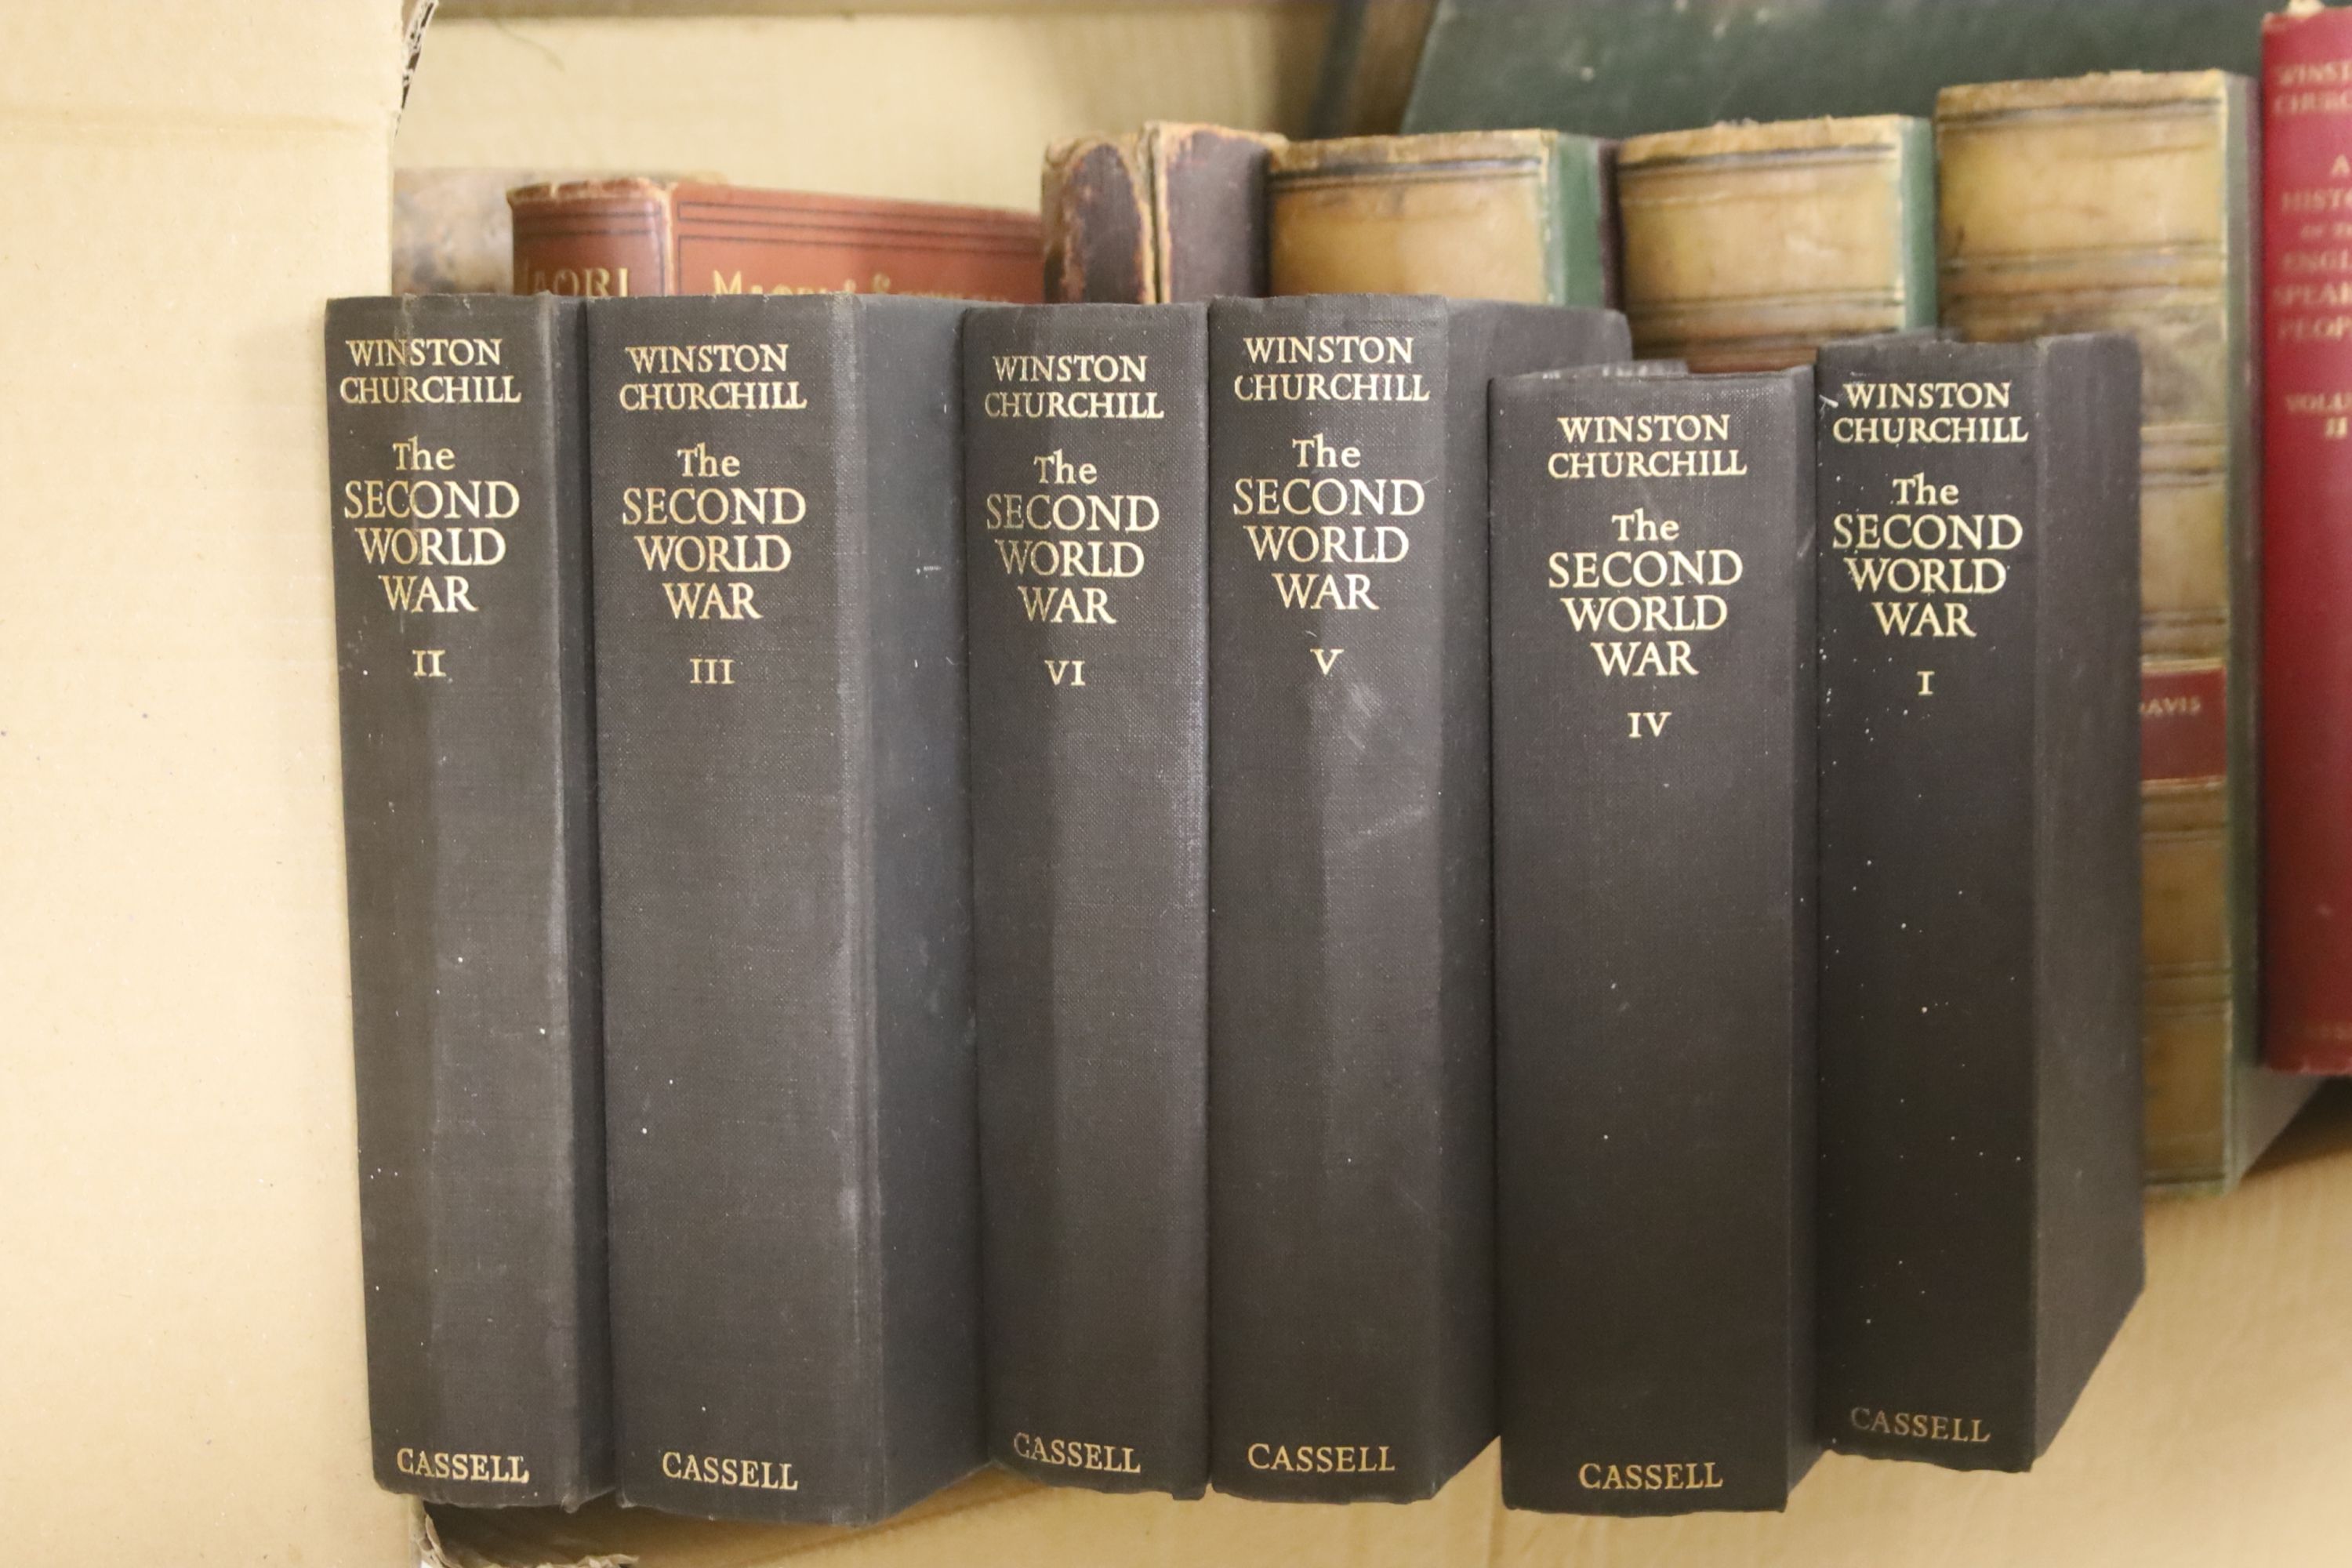 WINSTON
CHURCHILL
The
SECOND
WORLD
WAR
II
CASSELL
WINSTON
CHURCHILL
The
SECOND
WORLD
WAR
III
CASSELL
WINSTON
CHURCHILL
The
SECOND
WORLD
WAR
VI
CASSELL
WINSTON
CHURCHILL
The
SECOND
WORLD
WAR
V
CASSELL
WINSTON
CHURCHILL
The
SECOND
WORLD
WAR
IV
CASSELL
WINSTON
CHURCHILL
The
SECOND
WORLD
WAR
I
CASSELL
A
II